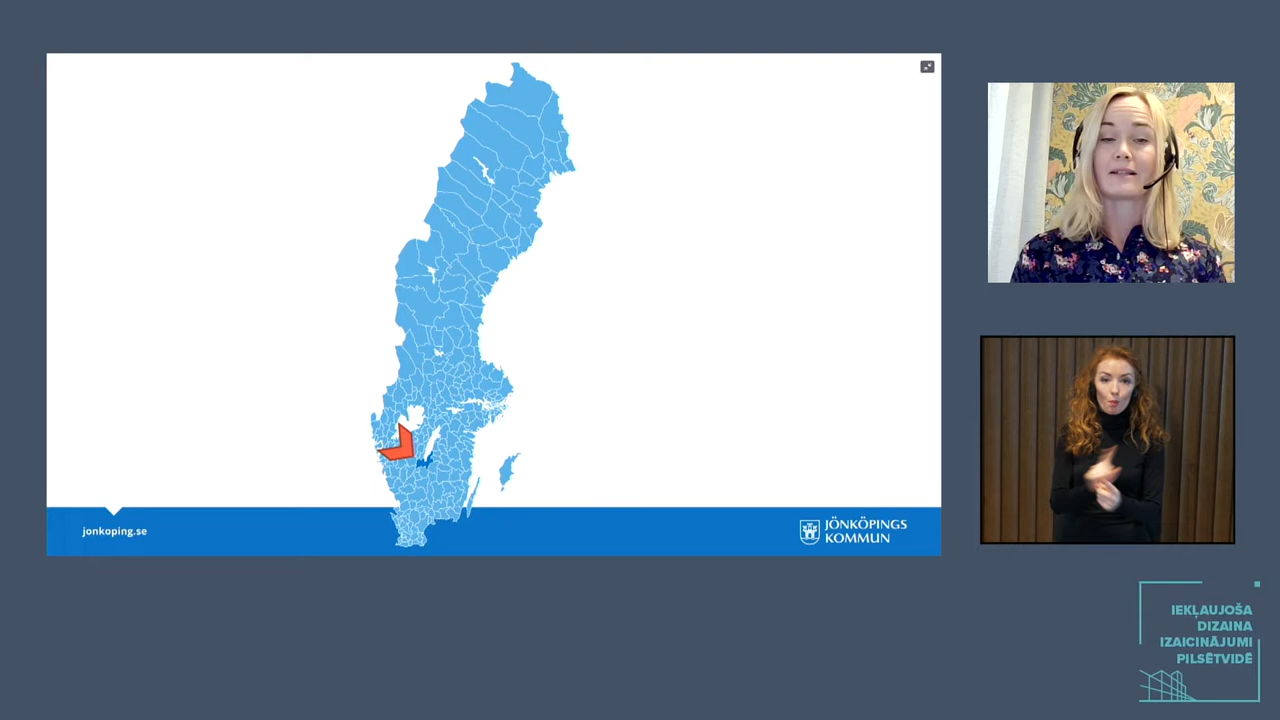 jonkoping.se
JÖNKÖPINGS
KOMMUN
IEKĻAUJOŠA
DIZAINA
IZAICINĀJUMI
PILSĒTVIDĒ